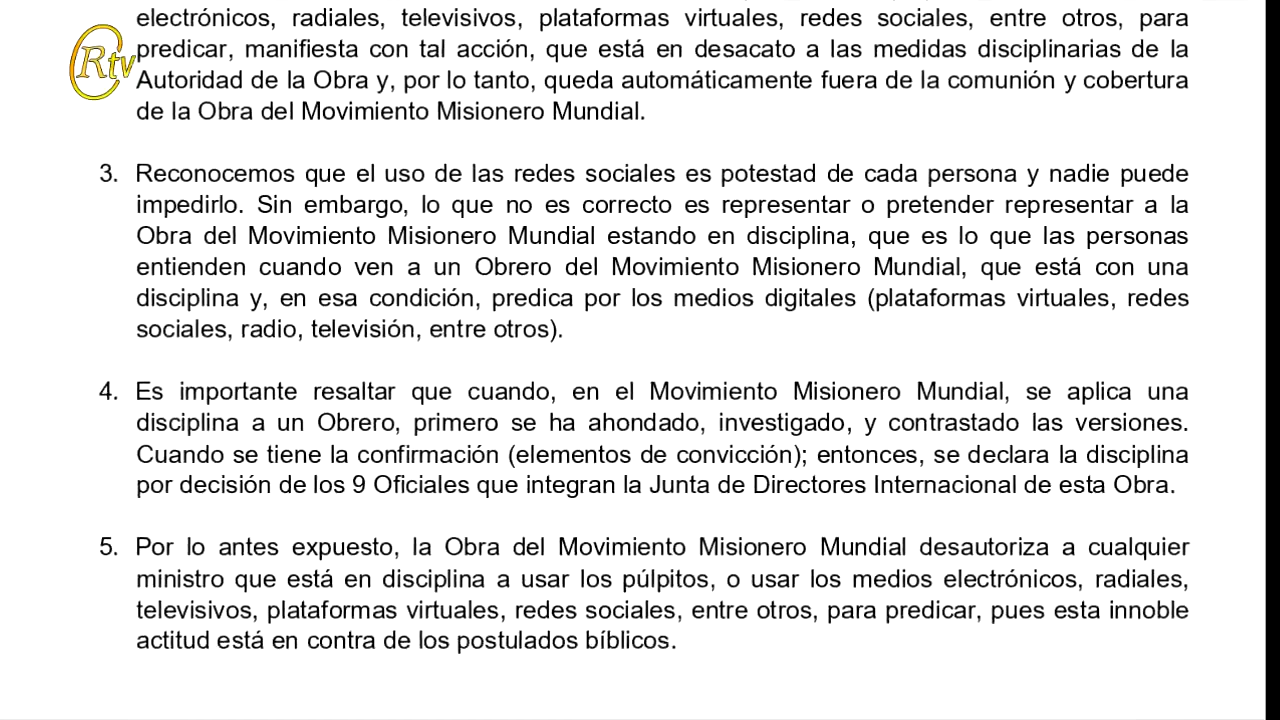 electrónicos, radiales, televisivos, plataformas virtuales, redes sociales, entre otros, para
predicar, manifiesta con tal acción, que está en desacato a las medidas disciplinarias de la
Autoridad de la Obra y, por lo tanto, queda automáticamente fuera de la comunión y cobertura
de la Obra del Movimiento Misionero Mundial.
CRtv
3. Reconocemos que el uso de las redes sociales es potestad de cada persona y nadie puede
impedirlo. Sin embargo, lo que no es correcto es representar o pretender representar a la
Obra del Movimiento Misionero Mundial estando en disciplina, que es lo que las personas
entienden cuando ven a un Obrero del Movimiento Misionero Mundial, que está con una
disciplina y, en esa condición, predica por los medios digitales (plataformas virtuales, redes
sociales, radio, televisión, entre otros).
4. Es importante resaltar que cuando, en el Movimiento Misionero Mundial, se aplica una
disciplina a un Obrero, primero se ha ahondado, investigado, y contrastado las versiones.
Cuando se tiene la confirmación (elementos de convicción); entonces, se declara la disciplina
por decisión de los 9 Oficiales que integran la Junta de Directores Internacional de esta Obra.
5. Por lo antes expuesto, la Obra del Movimiento Misionero Mundial desautoriza a cualquier
ministro que está en disciplina a usar los púlpitos, o usar los medios electrónicos, radiales,
televisivos, plataformas virtuales, redes sociales, entre otros, para predicar, pues esta innoble
actitud está en contra de los postulados bíblicos.